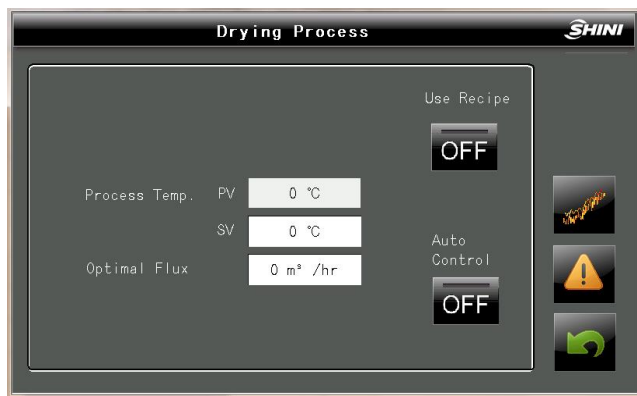 Drying Process
SHINI
Use Recipe
OFF
Process Temp. PV 0 ℃
SV 0 ℃
Auto
Control
Optimal Flux 0 m³ /hr
OFF